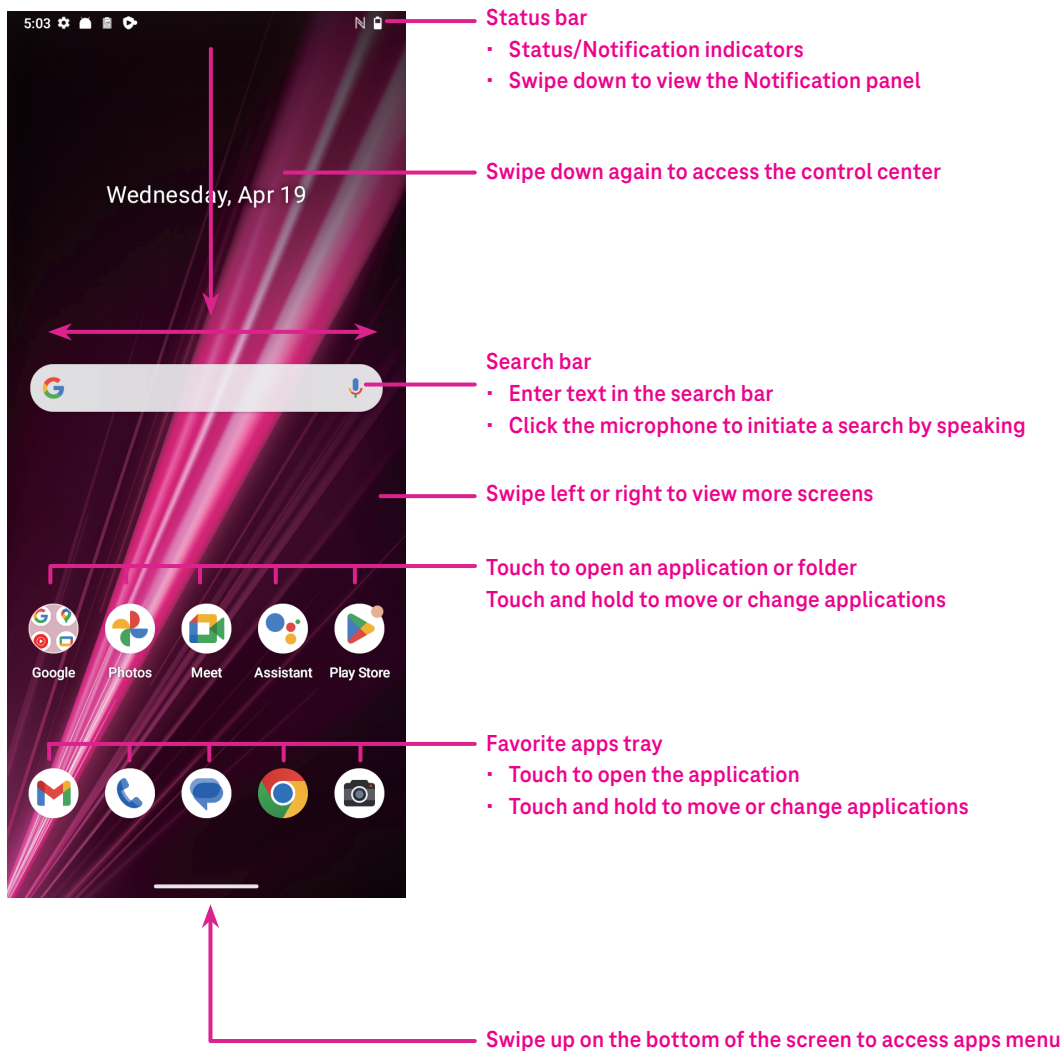 5:03
Status bar
· Status/Notification indicators
· Swipe down to view the Notification panel
Swipe down again to access the control center
Wednesday, Apr 19
Search bar
· Enter text in the search bar
· Click the microphone to initiate a search by speaking
Swipe left or right to view more screens
Touch to open an application or folder
Touch and hold to move or change applications
Google Photos Meet Assistant Play Store
Favorite apps tray
· Touch to open the application
· Touch and hold to move or change applications
Swipe up on the bottom of the screen to access apps menu